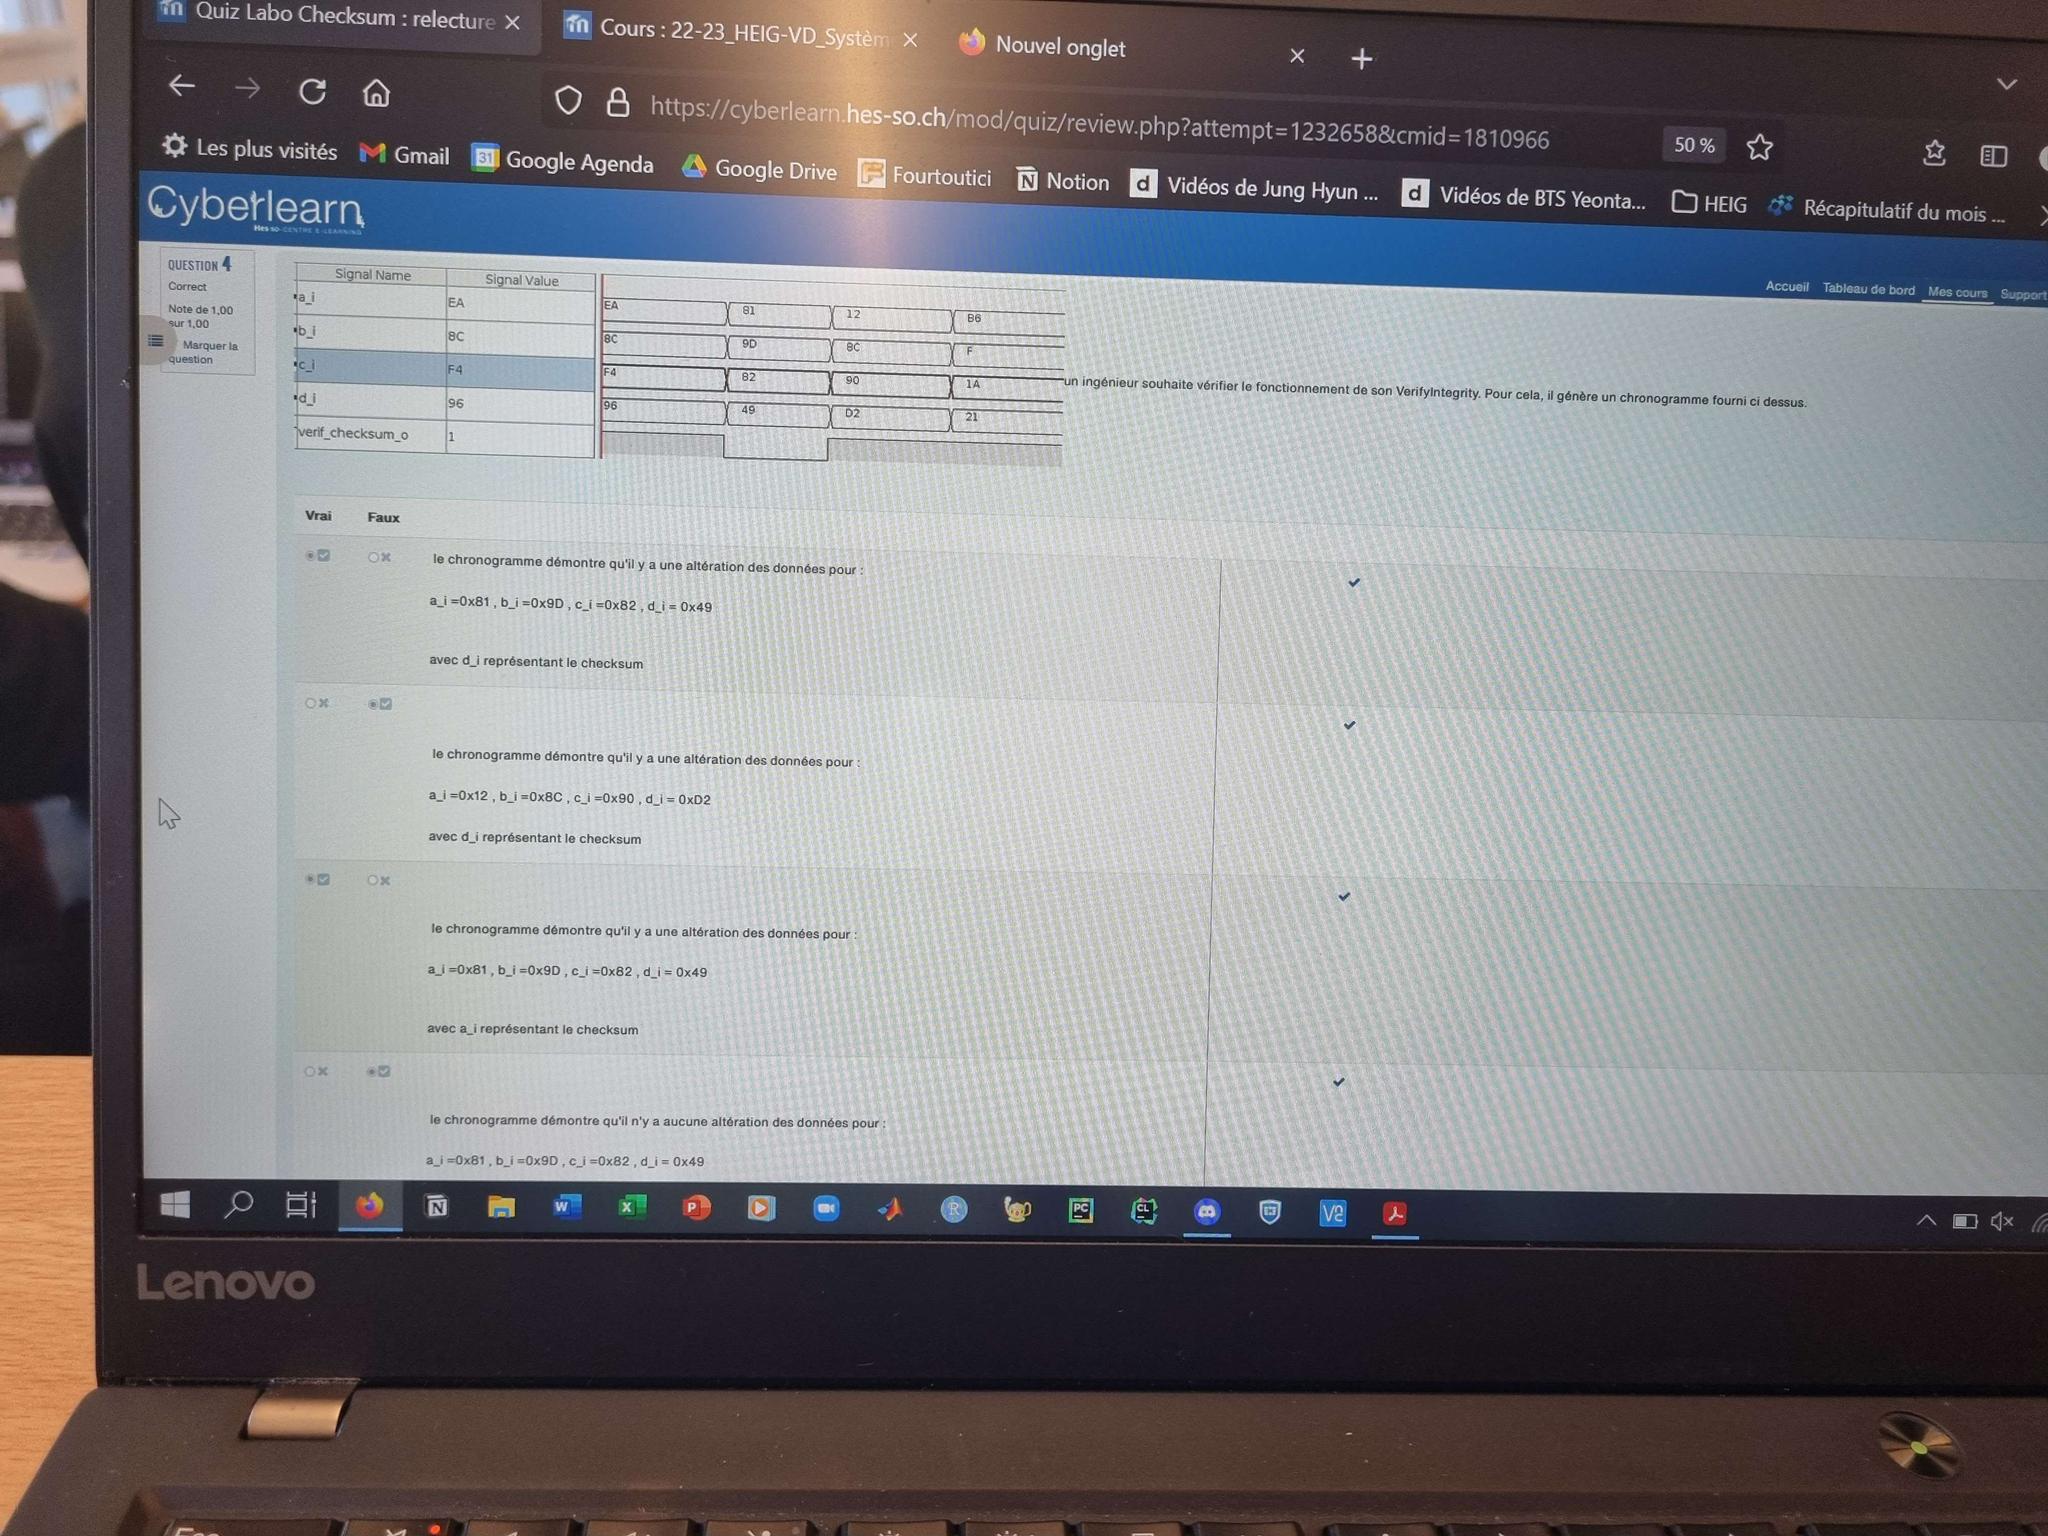 Quiz Labo Checksum : relecture
Cours : 22-23_HEIG-VD_Systèm
Nouvel onglet
https://cyberlearn.hes-so.ch/mod/quiz/review.php?attempt=1232658&cmid=1810966
50 %
Les plus visités
Gmail
31
Google Agenda
Google Drive
Fourtoutici
Notion
d
Vidéos de Jung Hyun ...
d
Vidéos de BTS Yeonta...
HEIG
Récapitulatif du mois ...
Cyberlearn
Hes·so-CENTRE E-LEARNING
Accueil
Tableau de bord
Mes cours
Support
QUESTION 4
Correct
Note de 1,00
sur 1,00
Marquer la
question
Signal Name
Signal Value
a_i
EA
EA
81
12
B6
b_i
8C
8C
9D
8C
F
c_i
F4
F4
82
90
1A
d_i
96
96
49
D2
21
verif_checksum_o
1
un ingénieur souhaite vérifier le fonctionnement de son VerifyIntegrity. Pour cela, il génère un chronogramme fourni ci dessus.
Vrai
Faux
le chronogramme démontre qu'il y a une altération des données pour :
a_i =0x81 , b_i =0x9D , c_i =0x82 , d_i = 0x49
avec d_i représentant le checksum
le chronogramme démontre qu'il y a une altération des données pour :
a_i =0x12 , b_i =0x8C , c_i =0x90 , d_i = 0xD2
avec d_i représentant le checksum
le chronogramme démontre qu'il y a une altération des données pour :
a_i =0x81 , b_i =0x9D , c_i =0x82 , d_i = 0x49
avec a_i représentant le checksum
le chronogramme démontre qu'il n'y a aucune altération des données pour :
a_i =0x81 , b_i =0x9D , c_i =0x82 , d_i = 0x49
Lenovo